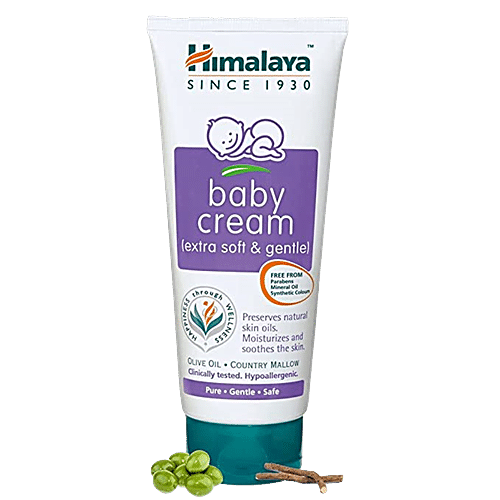 Himalaya™
SINCE 1930
baby
cream
(extra soft & gentle)
FREE FROM
Parabens
Mineral Oil
Synthetic Colours
HAPPINESS through WELLNESS
Preserves natural
skin oils.
Moisturizes and
soothes the skin.
OLIVE OIL • COUNTRY MALLOW
Clinically tested. Hypoallergenic.
Pure • Gentle • Safe